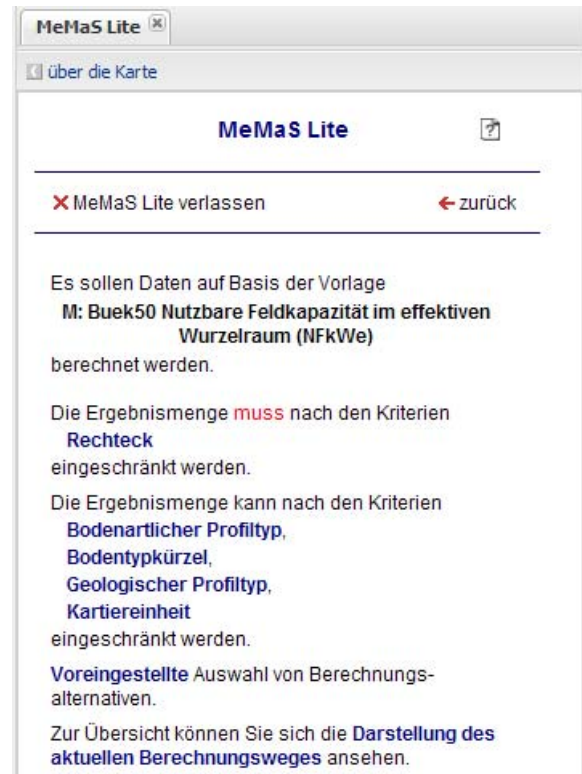 MeMaS Lite
über die Karte
MeMaS Lite
MeMaS Lite verlassen zurück
Es sollen Daten auf Basis der Vorlage
M: Buek50 Nutzbare Feldkapazität im effektiven
Wurzelraum (NFkWe)
berechnet werden.
Die Ergebnismenge muss nach den Kriterien
Rechteck
eingeschränkt werden.
Die Ergebnismenge kann nach den Kriterien
Bodenartlicher Profiltyp,
Bodentypkürzel,
Geologischer Profiltyp,
Kartiereinheit
eingeschränkt werden.
Voreingestellte Auswahl von Berechnungs-
alternativen.
Zur Übersicht können Sie sich die Darstellung des
aktuellen Berechnungsweges ansehen.